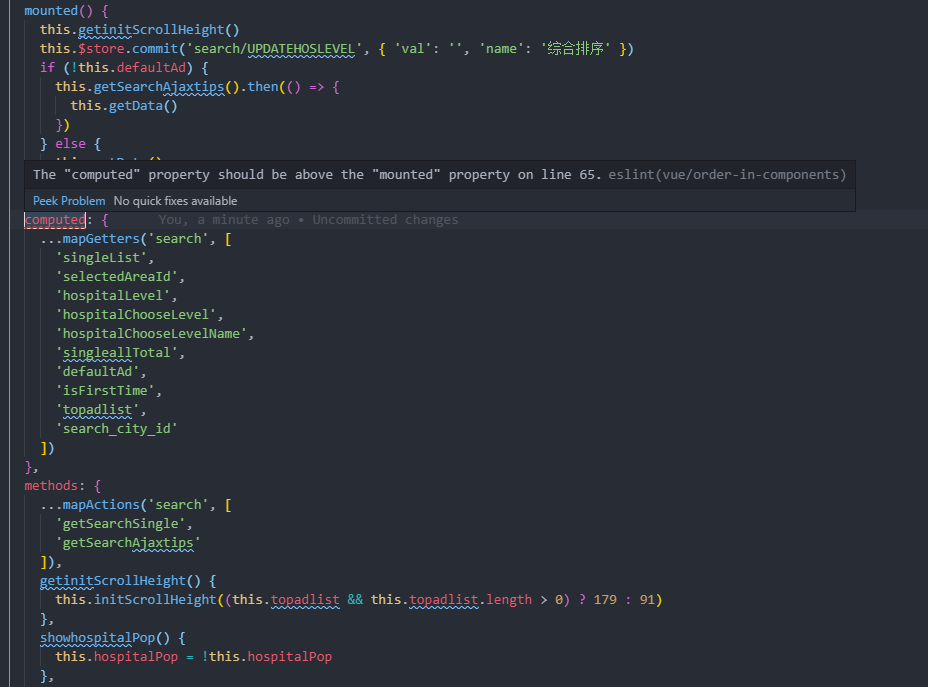 mounted() {
this.getinitScrollHeight()
this.$store.commit('search/UPDATEHOSLEVEL', { 'val': '', 'name': '综合排序' })
if (!this.defaultAd) {
this.getSearchAjaxtips().then(() => {
this.getData()
})
} else {
The "computed" property should be above the "mounted" property on line 65. eslint(vue/order-in-components)
Peek Problem No quick fixes available
computed: { You, a minute ago • Uncommitted changes
...mapGetters('search', [
'singleList',
'selectedAreaId',
'hospitalLevel',
'hospitalChooseLevel',
'hospitalChooseLevelName',
'singleallTotal',
'defaultAd',
'isFirstTime',
'topadlist',
'search_city_id'
])
},
methods: {
...mapActions('search', [
'getSearchSingle',
'getSearchAjaxtips'
]),
getinitScrollHeight() {
this.initScrollHeight((this.topadlist && this.topadlist.length > 0) ? 179 : 91)
},
showhospitalPop() {
this.hospitalPop = !this.hospitalPop
},